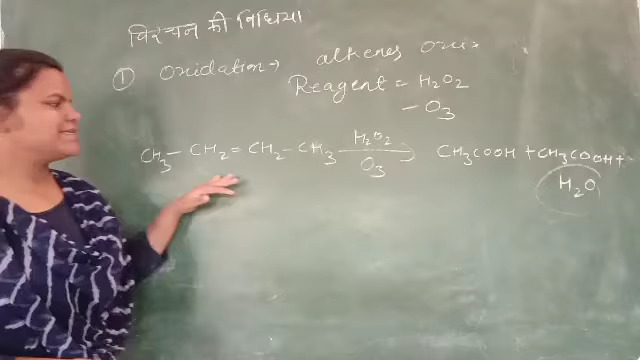 विरचन की विधिया
① Oxidation → alkenes
Reagent = H₂O₂
- O₃
CH₃ - CH₂ = CH₂ - CH₃ H₂O₂ / O₃ → CH₃COOH + CH₃COOH +
H₂O